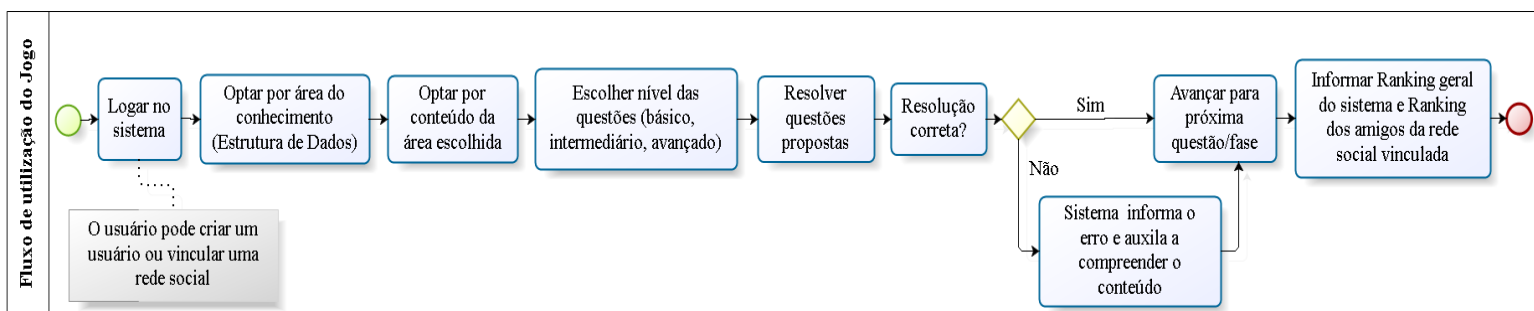 Fluxo de utilização do Jogo
Logar no
sistema
O usuário pode criar um
usuário ou vincular uma
rede social
Optar por área do
conhecimento
(Estrutura de Dados)
Optar por
conteúdo da
área escolhida
Escolher nível das
questões (básico,
intermediário, avançado)
Resolver
questões
propostas
Resolução
correta?
Sim
Não
Sistema informa o
erro e auxila a
compreender o
conteúdo
Avançar para
próxima
questão/fase
Informar Ranking geral
do sistema e Ranking
dos amigos da rede
social vinculada